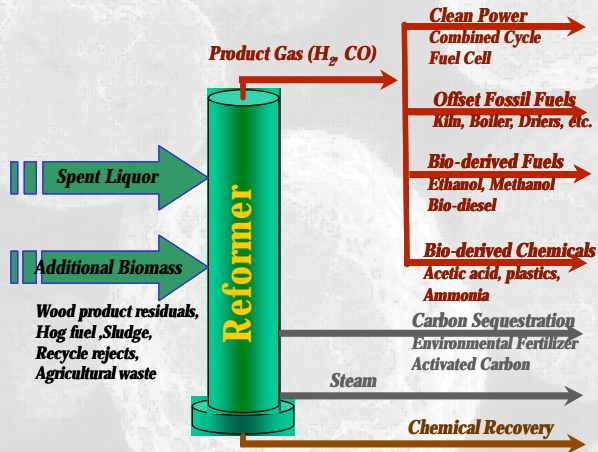 Clean Power
Combined Cycle
Fuel Cell
Product Gas (H2, CO)
Offset Fossil Fuels
Kiln, Boiler, Driers, etc.
Spent Liquor
Bio-derived Fuels
Ethanol, Methanol
Bio-diesel
Reformer
Additional Biomass
Bio-derived Chemicals
Acetic acid, plastics,
Ammonia
Wood product residuals,
Hog fuel ,Sludge,
Recycle rejects,
Agricultural waste
Carbon Sequestration
Environmental Fertilizer
Activated Carbon
Steam
Chemical Recovery